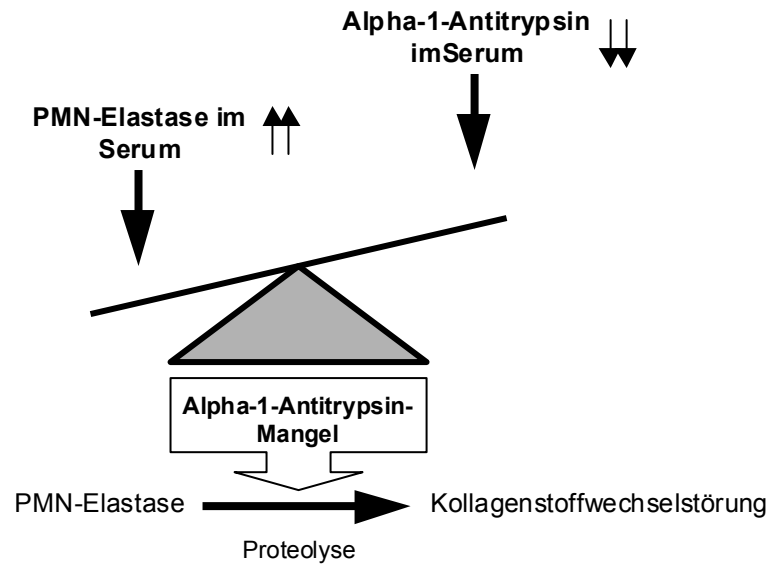 Alpha-1-Antitrypsin
imSerum
PMN-Elastase im
Serum
Alpha-1-Antitrypsin-
Mangel
PMN-Elastase
Kollagenstoffwechselstörung
Proteolyse